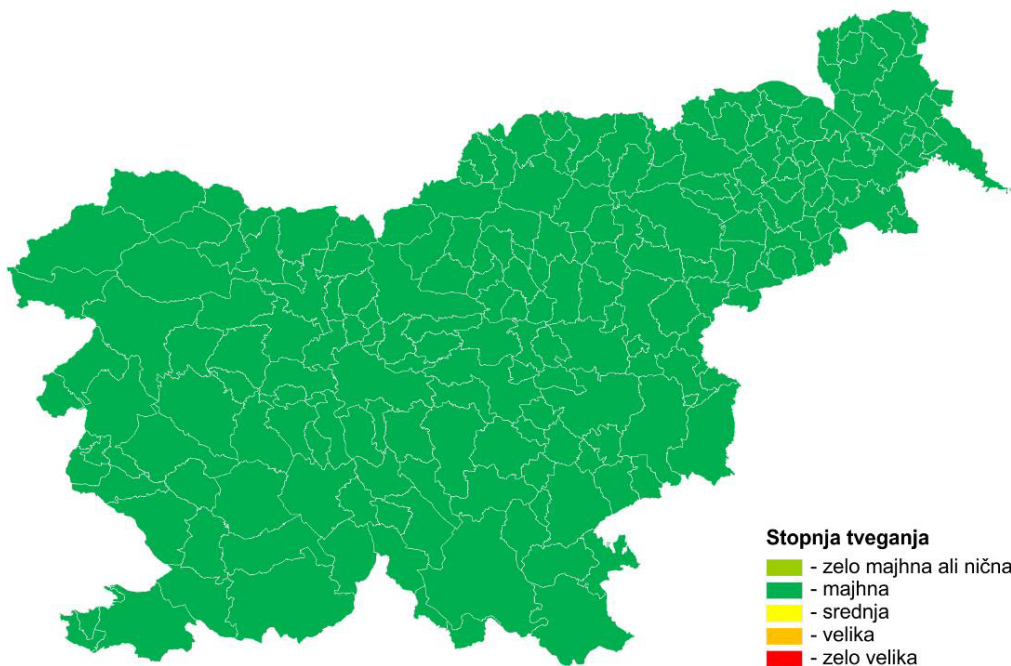 Stopnja tveganja
- zelo majhna ali nična
- majhna
- srednja
- velika
- zelo velika